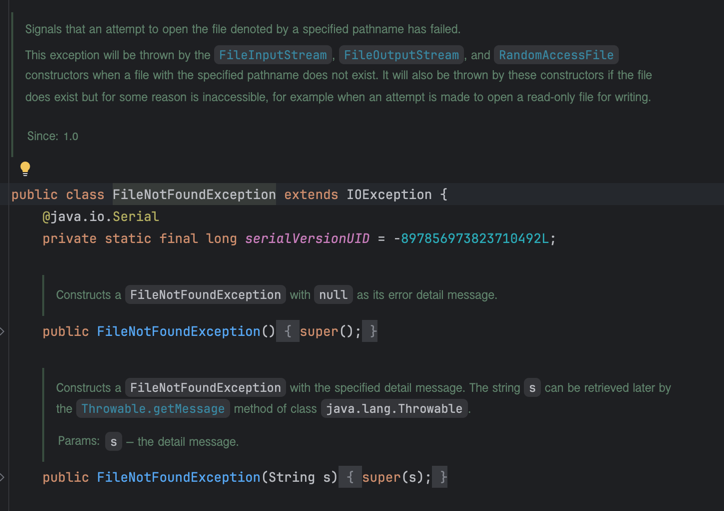 Signals that an attempt to open the file denoted by a specified pathname has failed.
This exception will be thrown by the FileInputStream, FileOutputStream, and RandomAccessFile
constructors when a file with the specified pathname does not exist. It will also be thrown by these constructors if the file
does exist but for some reason is inaccessible, for example when an attempt is made to open a read-only file for writing.
Since: 1.0
public class FileNotFoundException extends IOException {
@java.io.Serial
private static final long serialVersionUID = -897856973823710492L;
Constructs a FileNotFoundException with null as its error detail message.
public FileNotFoundException() { super(); }
Constructs a FileNotFoundException with the specified detail message. The string s can be retrieved later by
the Throwable.getMessage method of class java.lang.Throwable.
Params: s – the detail message.
public FileNotFoundException(String s) { super(s); }